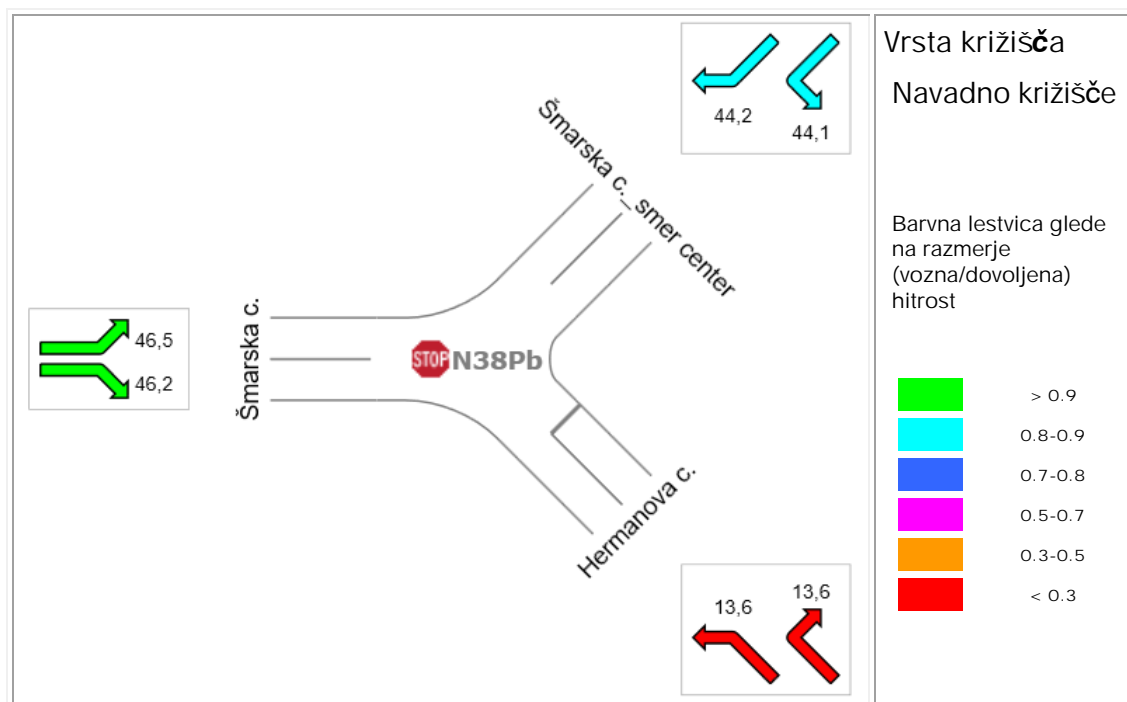 44,2
44,1
Šmarska c._smer center
46,5
46,2
Šmarska c.
STOP
N38Pb
Hermanova c.
13,6
13,6
Vrsta križišča
Navadno križišče
Barvna lestvica glede
na razmerje
(vozna/dovoljena)
hitrost
> 0.9
0.8-0.9
0.7-0.8
0.5-0.7
0.3-0.5
< 0.3